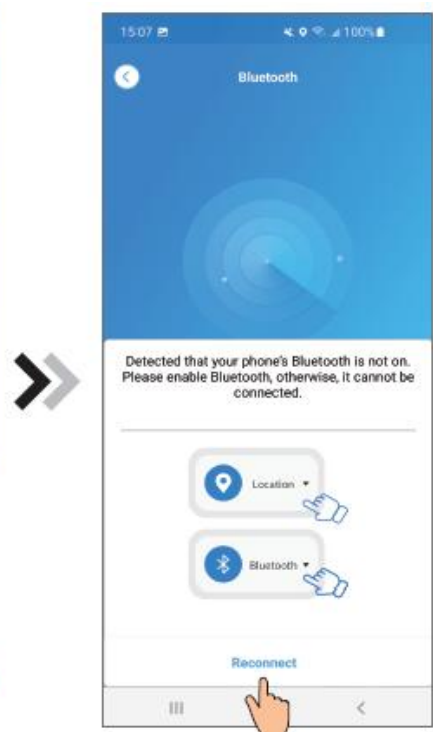 15:07 100%
Bluetooth
Detected that your phone's Bluetooth is not on.
Please enable Bluetooth, otherwise, it cannot be
connected.
Location
Bluetooth
Reconnect